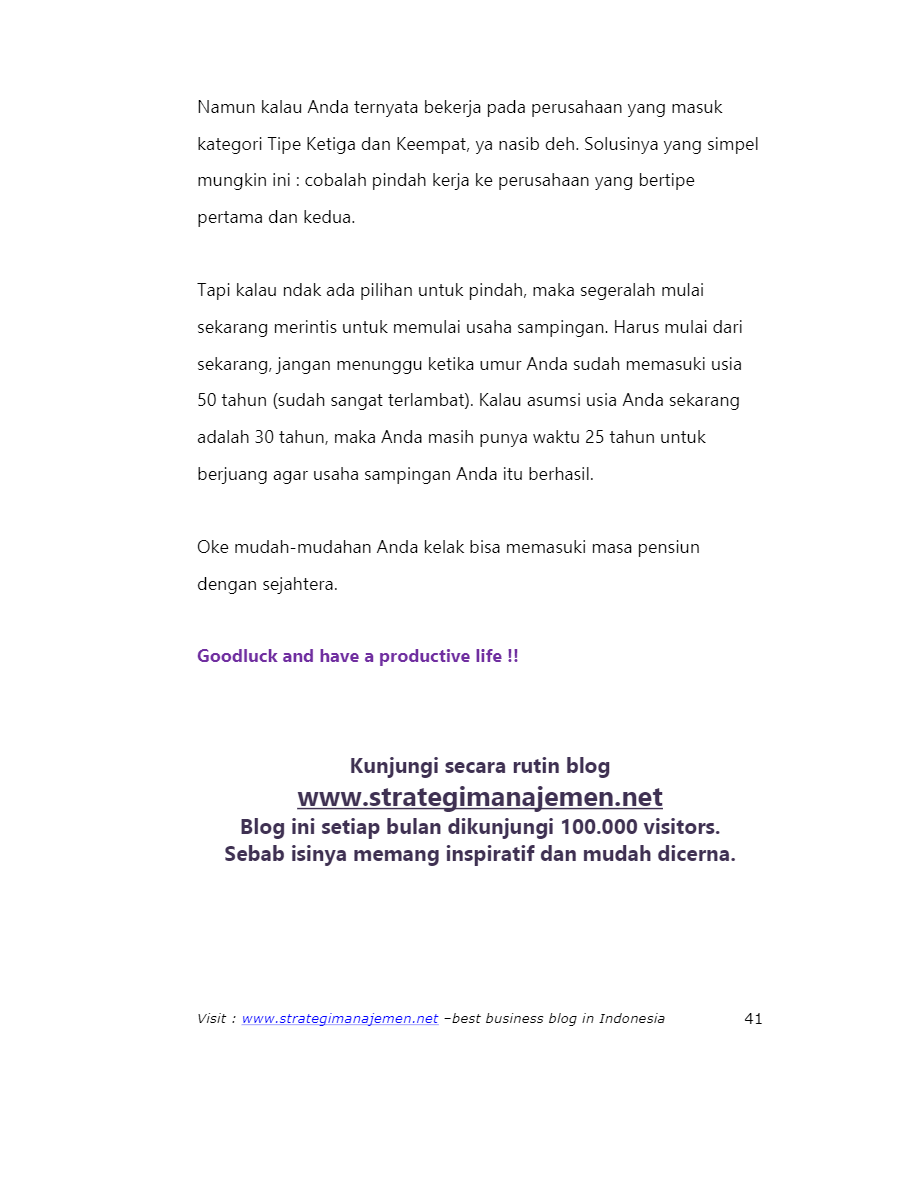 Namun kalau Anda ternyata bekerja pada perusahaan yang masuk
kategori Tipe Ketiga dan Keempat, ya nasib deh. Solusinya yang simpel
mungkin ini : cobalah pindah kerja ke perusahaan yang bertipe
pertama dan kedua.
Tapi kalau ndak ada pilihan untuk pindah, maka segeralah mulai
sekarang merintis untuk memulai usaha sampingan. Harus mulai dari
sekarang, jangan menunggu ketika umur Anda sudah memasuki usia
50 tahun (sudah sangat terlambat). Kalau asumsi usia Anda sekarang
adalah 30 tahun, maka Anda masih punya waktu 25 tahun untuk
berjuang agar usaha sampingan Anda itu berhasil.
Oke mudah-mudahan Anda kelak bisa memasuki masa pensiun
dengan sejahtera.
Goodluck and have a productive life !!
Kunjungi secara rutin blog
www.strategimanajemen.net
Blog ini setiap bulan dikunjungi 100.000 visitors.
Sebab isinya memang inspiratif dan mudah dicerna.
Visit : www.strategimanajemen.net –best business blog in Indonesia 41